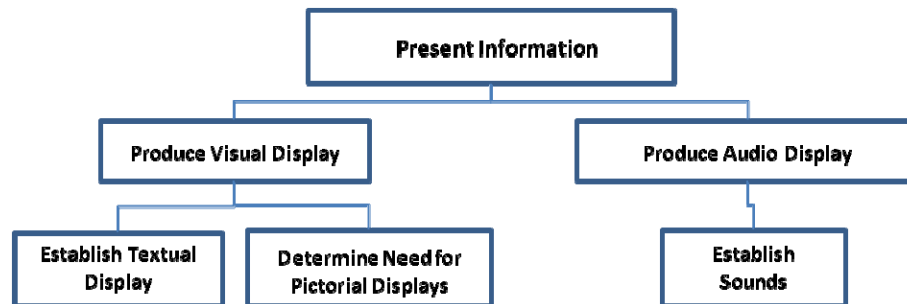 Present Information
Produce Visual Display
Produce Audio Display
Establish Textual
Display
Determine Need for
Pictorial Displays
Establish
Sounds